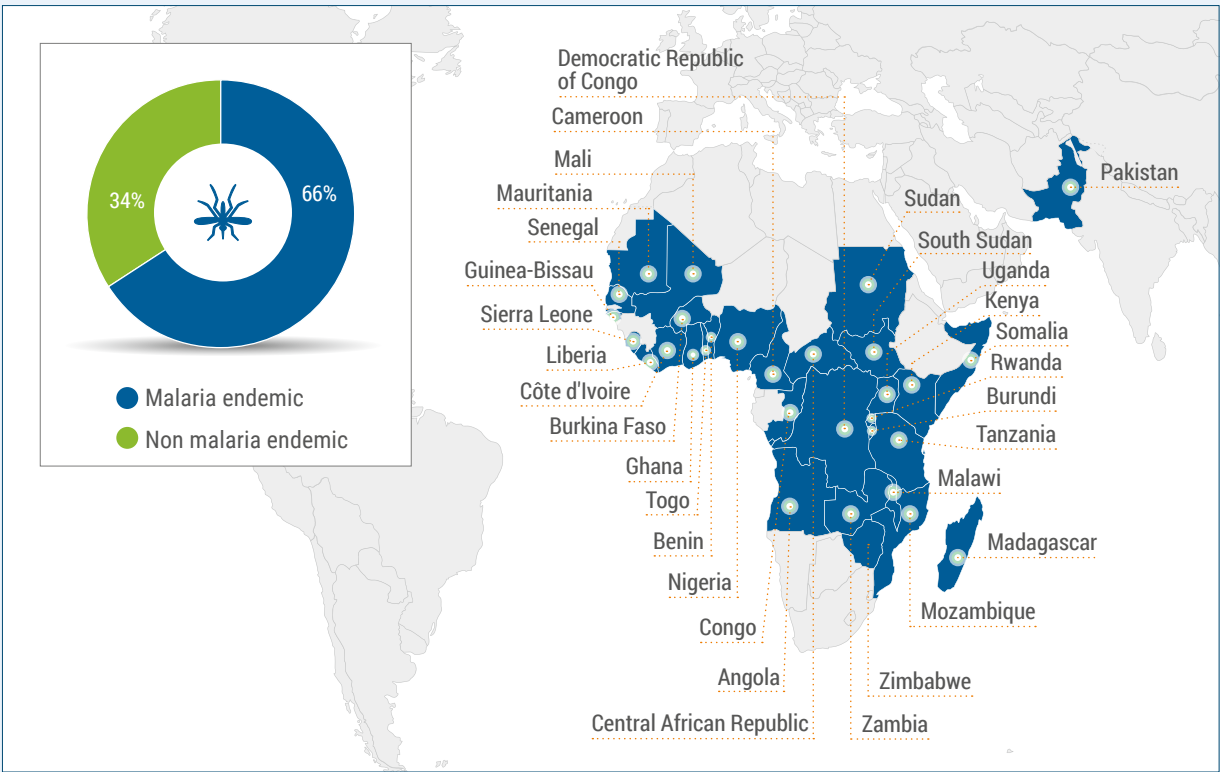 34%
66%
Malaria endemic
Non malaria endemic
Democratic Republic
of Congo
Cameroon
Mali
Mauritania
Senegal
Guinea-Bissau
Sierra Leone
Liberia
Côte d'Ivoire
Burkina Faso
Ghana
Togo
Benin
Nigeria
Congo
Angola
Central African Republic
Pakistan
Sudan
South Sudan
Uganda
Kenya
Somalia
Rwanda
Burundi
Tanzania
Malawi
Madagascar
Mozambique
Zimbabwe
Zambia